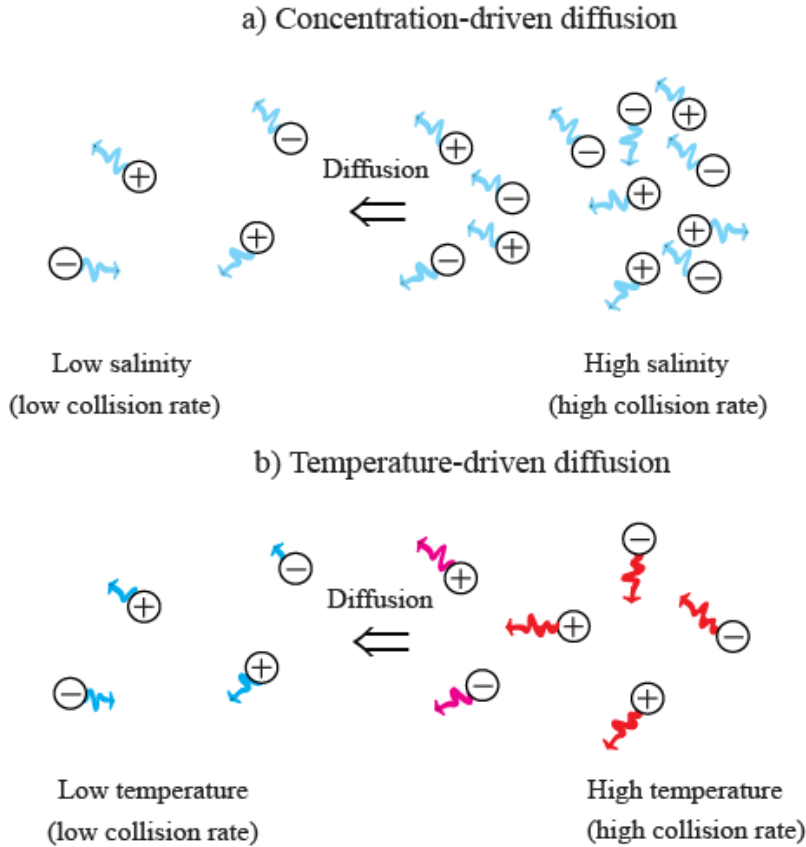 a) Concentration-driven diffusion
Diffusion
Low salinity
(low collision rate)
High salinity
(high collision rate)
b) Temperature-driven diffusion
Diffusion
Low temperature
(low collision rate)
High temperature
(high collision rate)